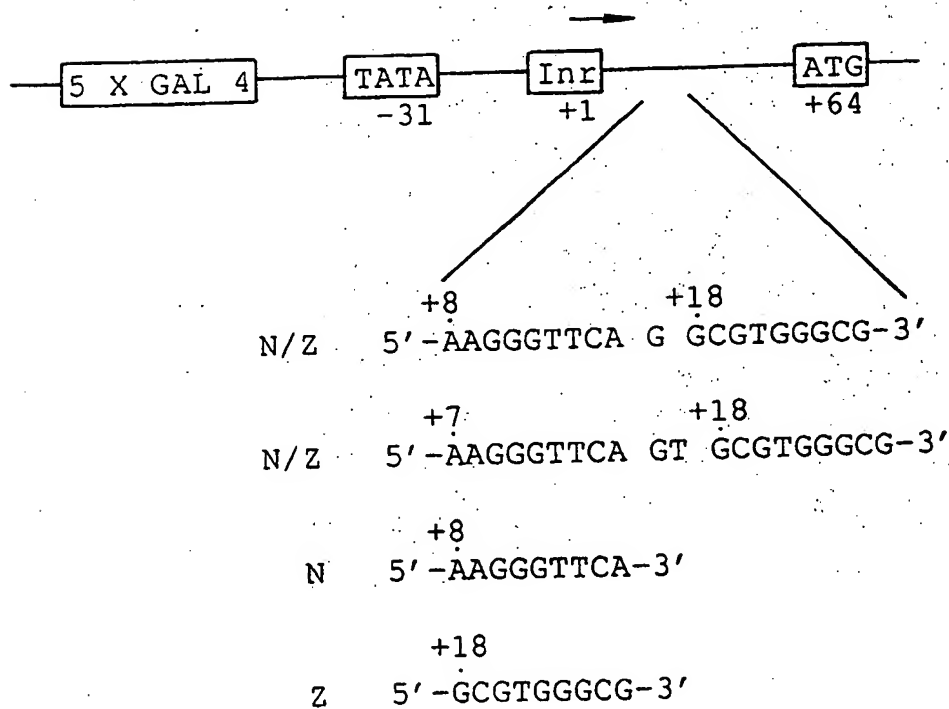 5 X GAL 4 TATA Inr ATG
-31 +1 +64
+8 +18
N/Z 5'-AAGGGTTCA G GCGTGGGCG-3'
+7 +18
N/Z 5'-AAGGGTTCA GT GCGTGGGCG-3'
+8
N 5'-AAGGGTTCA-3'
+18
Z 5'-GCGTGGGCG-3'